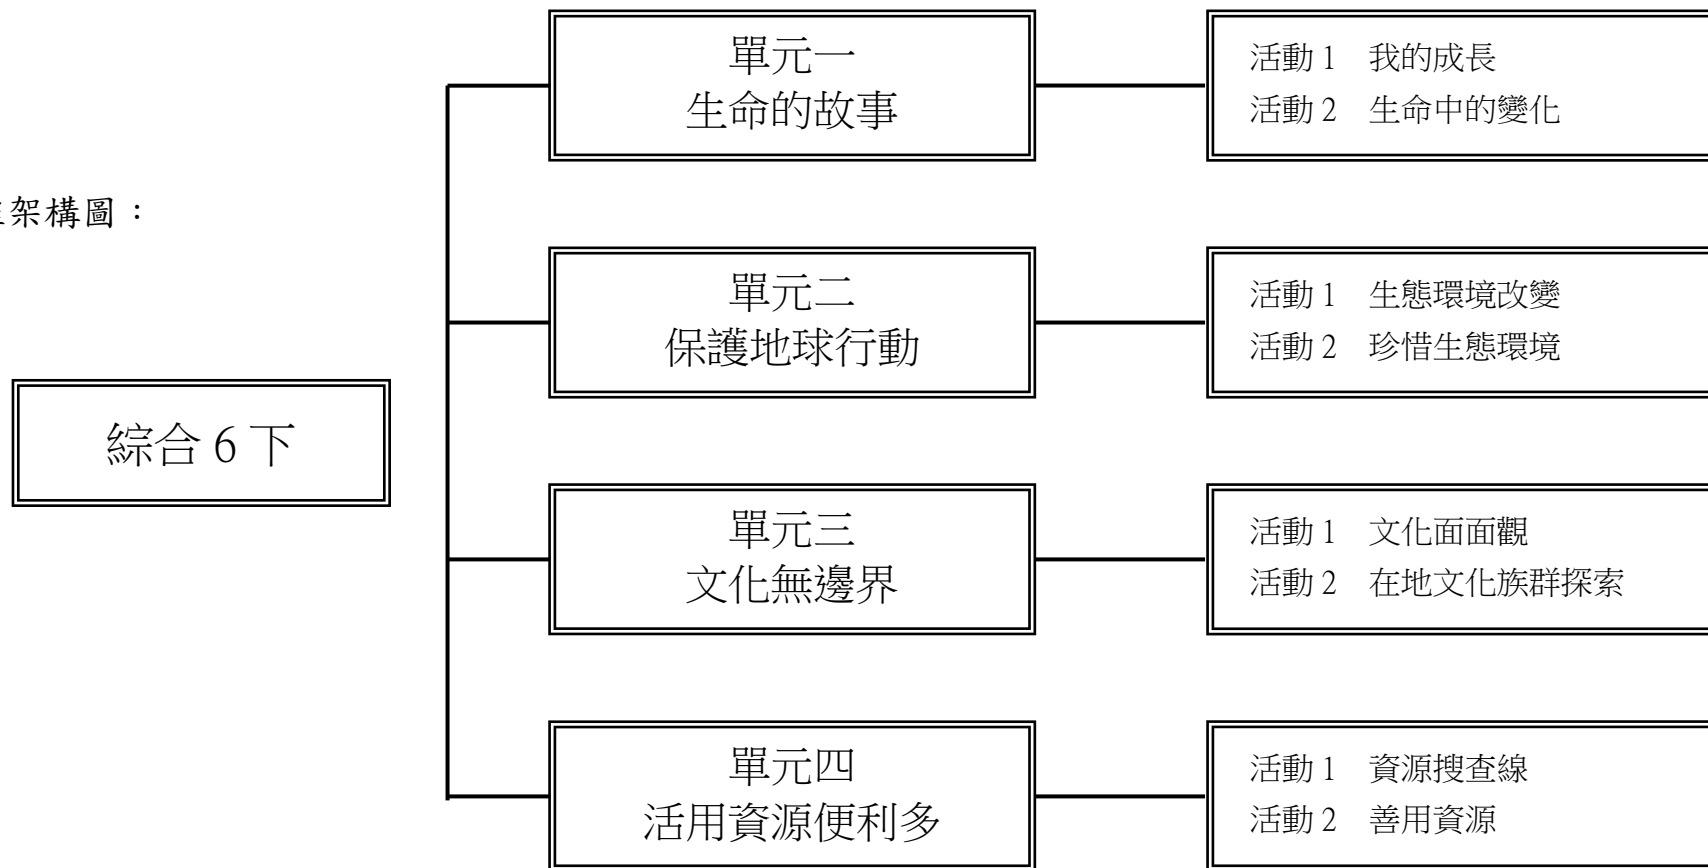 單元一
生命的故事
活動 1 我的成長
活動 2 生命中的變化
架構圖：
單元二
保護地球行動
活動 1 生態環境改變
活動 2 珍惜生態環境
綜合 6 下
單元三
文化無邊界
活動 1 文化面面觀
活動 2 在地文化族群探索
單元四
活用資源便利多
活動 1 資源搜查線
活動 2 善用資源